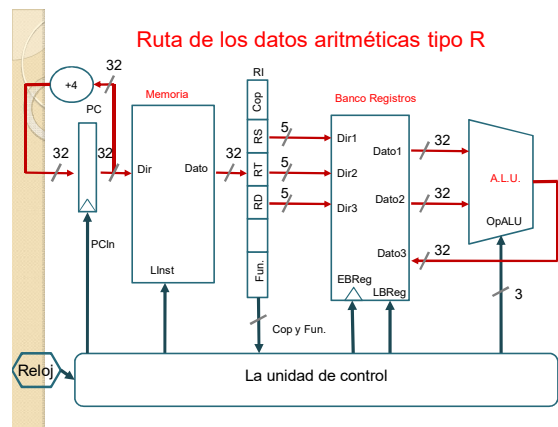 Ruta de los datos aritméticas tipo R
32
+4
PC
32
32
PCIn
Memoria
Dir
Dato
LInst
32
RI
Cop
RS
RT
RD
Fun.
5
5
5
Cop y Fun.
Banco Registros
Dir1
Dir2
Dir3
Dato1
Dato2
Dato3
EBReg
LBReg
32
32
32
A.L.U.
OpALU
3
Reloj
La unidad de control